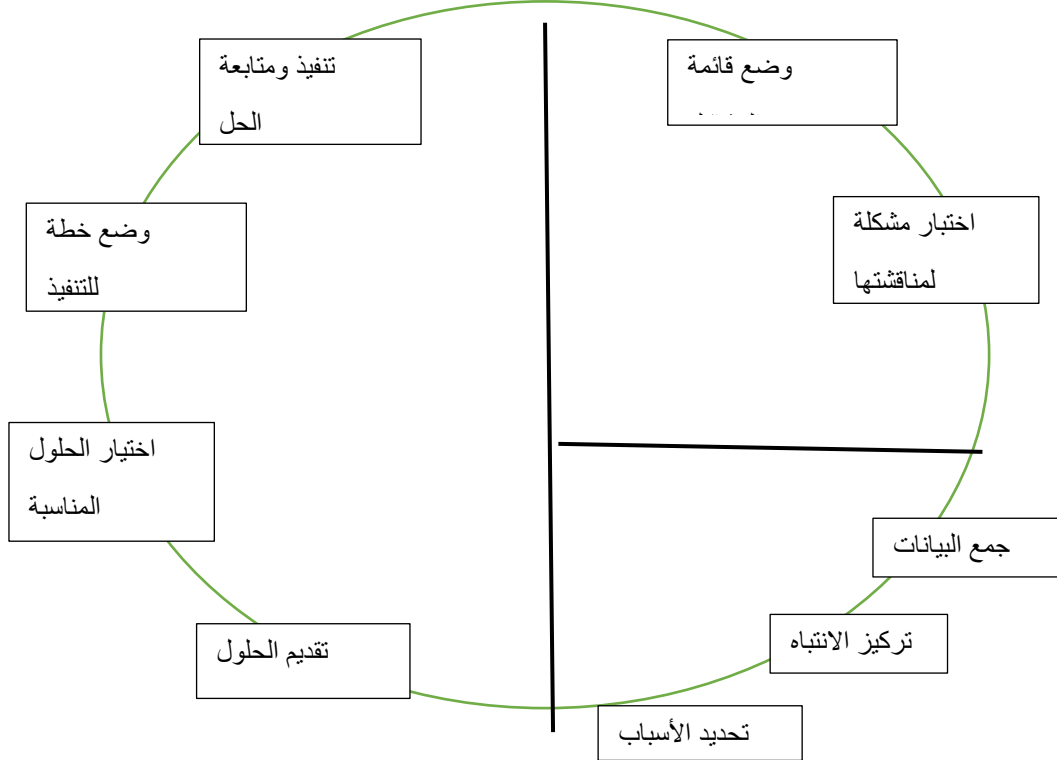 وضع قائمة
اختبار مشكلة
لمناقشتها
جمع البيانات
تركيز الانتباه
تحديد الأسباب
تقديم الحلول
اختيار الحلول
المناسبة
وضع خطة
للتنفيذ
تنفيذ ومتابعة
الحل